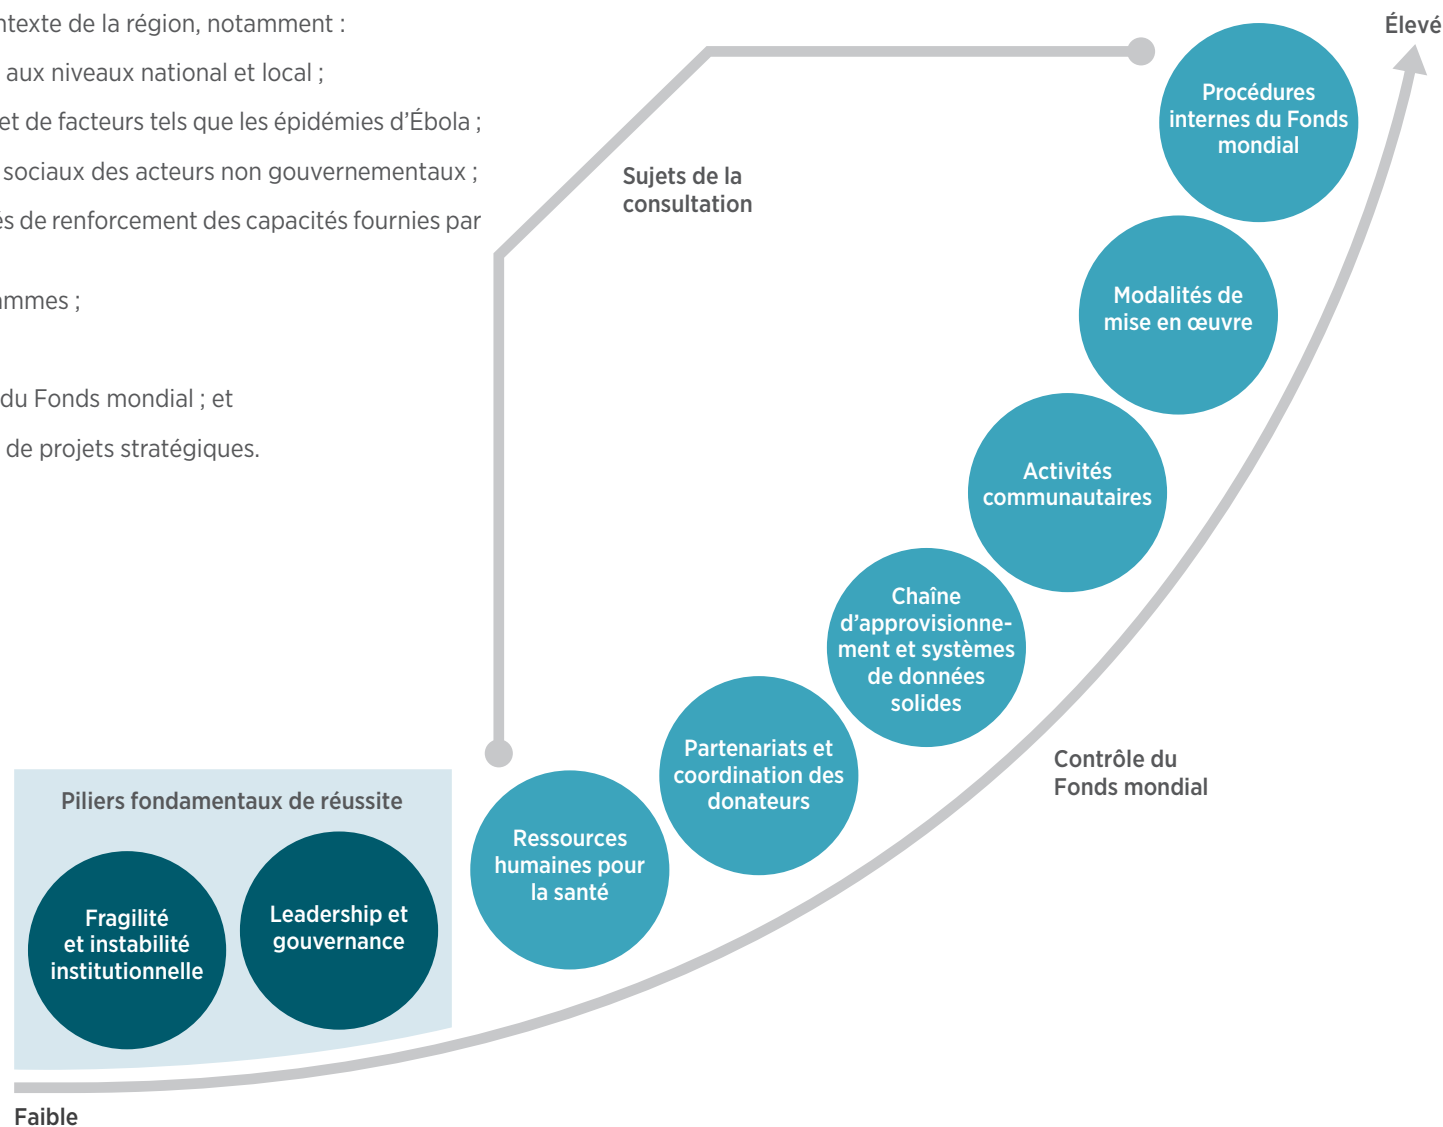 ntexte de la région, notamment :
aux niveaux national et local ;
et de facteurs tels que les épidémies d'Ébola ;
sociaux des acteurs non gouvernementaux ;
és de renforcement des capacités fournies par
ammes ;
du Fonds mondial ; et
de projets stratégiques.
Élevé
Procédures
internes du Fonds
mondial
Sujets de la
consultation
Modalités de
mise en œuvre
Activités
communautaires
Chaîne
d'approvisionne-
ment et systèmes
de données
solides
Partenariats et
coordination des
donateurs
Contrôle du
Fonds mondial
Ressources
humaines pour
la santé
Piliers fondamentaux de réussite
Leadership et
gouvernance
Fragilité
et instabilité
institutionnelle
Faible